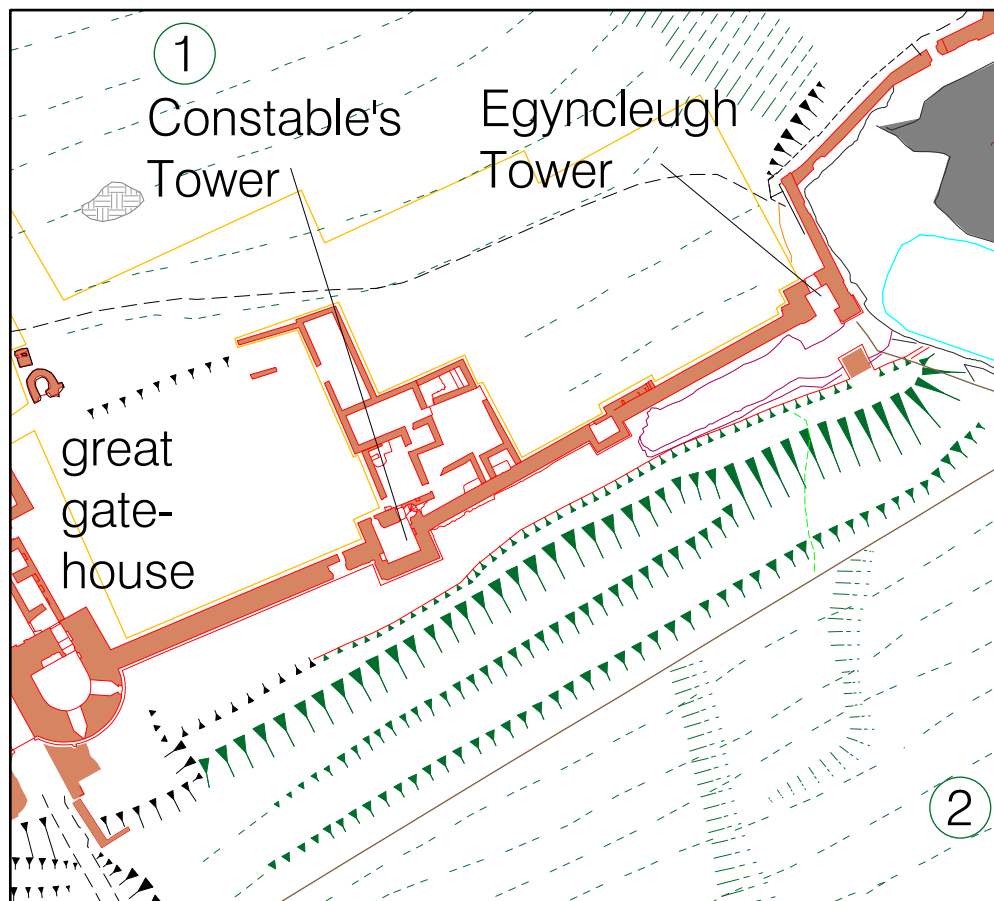 1
Constable's
Tower
Egyncleugh
Tower
great
gate-
house
2